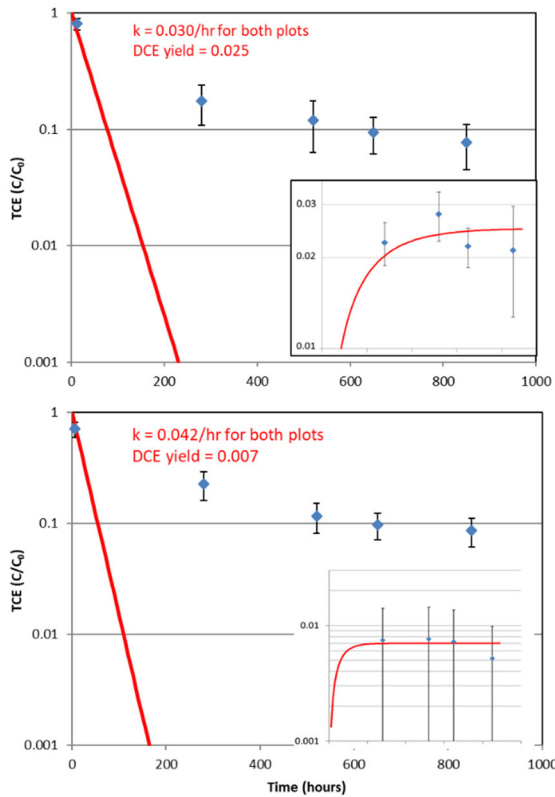 1
k = 0.030/hr for both plots
DCE yield = 0.025
0.1
TCE (C/C₀)
0.03
0.02
0.01
0.01
0.001
0 200 400 600 800 1000
1
k = 0.042/hr for both plots
DCE yield = 0.007
0.1
TCE (C/C₀)
0.01
0.01
0.001
0.001
0 200 400 600 800 1000
Time (hours)